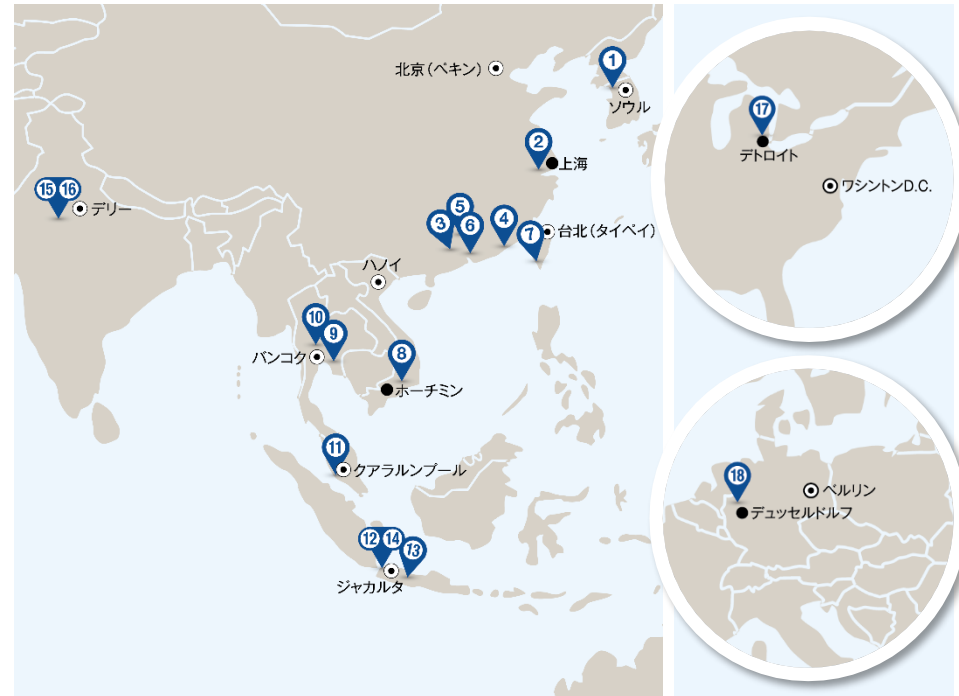 北京（ペキン）
1
ソウル
2
上海
15 16
デリー
3
5
6
4
7
台北（タイペイ）
ハノイ
10
9
バンコク
8
ホーチミン
11
クアラルンプール
12 14
13
ジャカルタ
17
デトロイト
ワシントンD.C.
18
ベルリン
デュッセルドルフ